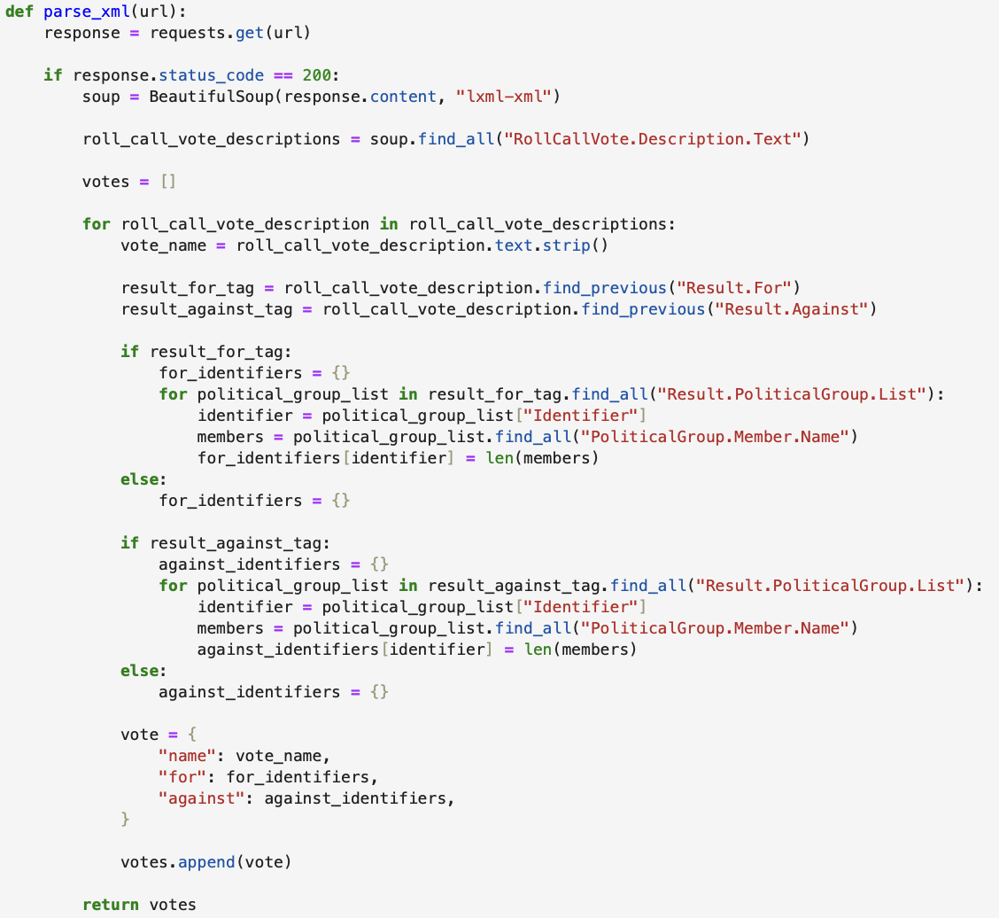 def parse_xml(url):
    response = requests.get(url)

    if response.status_code == 200:
        soup = BeautifulSoup(response.content, "lxml-xml")

        roll_call_vote_descriptions = soup.find_all("RollCallVote.Description.Text")

        votes = []

        for roll_call_vote_description in roll_call_vote_descriptions:
            vote_name = roll_call_vote_description.text.strip()

            result_for_tag = roll_call_vote_description.find_previous("Result.For")
            result_against_tag = roll_call_vote_description.find_previous("Result.Against")

            if result_for_tag:
                for_identifiers = {}
                for political_group_list in result_for_tag.find_all("Result.PoliticalGroup.List"):
                    identifier = political_group_list["Identifier"]
                    members = political_group_list.find_all("PoliticalGroup.Member.Name")
                    for_identifiers[identifier] = len(members)
            else:
                for_identifiers = {}

            if result_against_tag:
                against_identifiers = {}
                for political_group_list in result_against_tag.find_all("Result.PoliticalGroup.List"):
                    identifier = political_group_list["Identifier"]
                    members = political_group_list.find_all("PoliticalGroup.Member.Name")
                    against_identifiers[identifier] = len(members)
            else:
                against_identifiers = {}

            vote = {
                "name": vote_name,
                "for": for_identifiers,
                "against": against_identifiers,
            }

            votes.append(vote)

        return votes